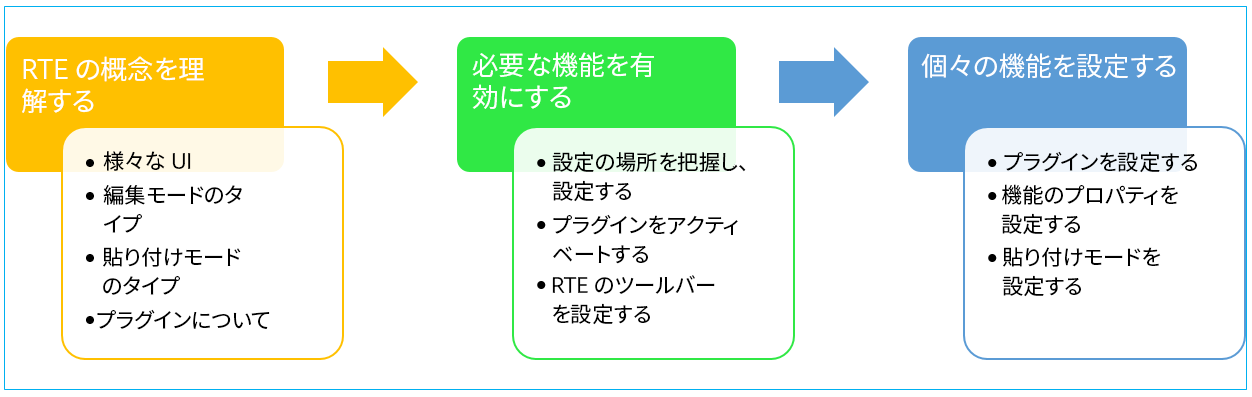 RTE の概念を理
解する
• 様々な UI
• 編集モードのタ
イプ
• 貼り付けモード
のタイプ
•プラグインについて
必要な機能を有
効にする
• 設定の場所を把握し、
設定する
• プラグインをアクティ
ベートする
• RTE のツールバー
を設定する
個々の機能を設定する
• プラグインを設定する
• 機能のプロパティを
設定する
• 貼り付けモードを
設定する